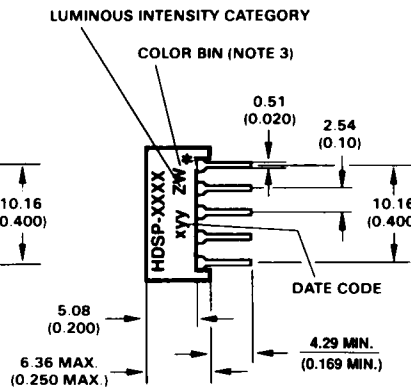 LUMINOUS INTENSITY CATEGORY
COLOR BIN (NOTE 3)
0.51
(0.020)
2.54
(0.10)
10.16
0.400)
HDSP-XXXX
ZW*
xyy
10.16
(0.400
DATE CODE
5.08
(0.200)
6.36 MAX.
(0.250 MAX.)
4.29 MIN.
(0.169 MIN.)